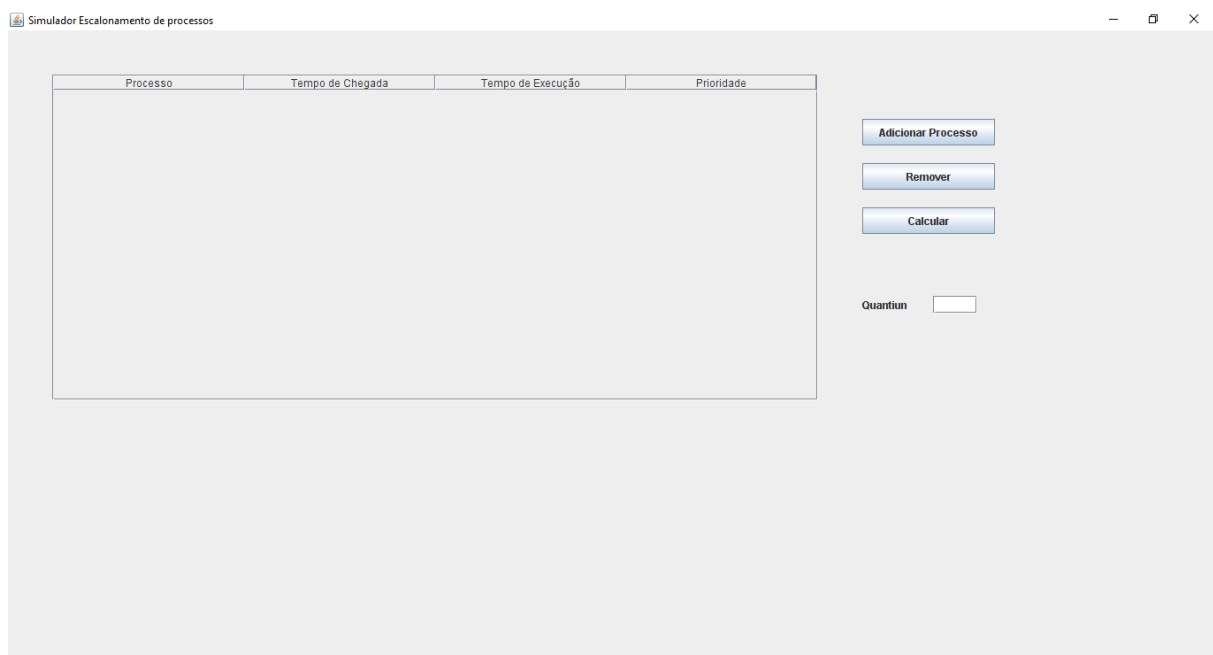 Simulador Escalonamento de processos
Processo Tempo de Chegada Tempo de Execução Prioridade
Adicionar Processo
Remover
Calcular
Quantiun